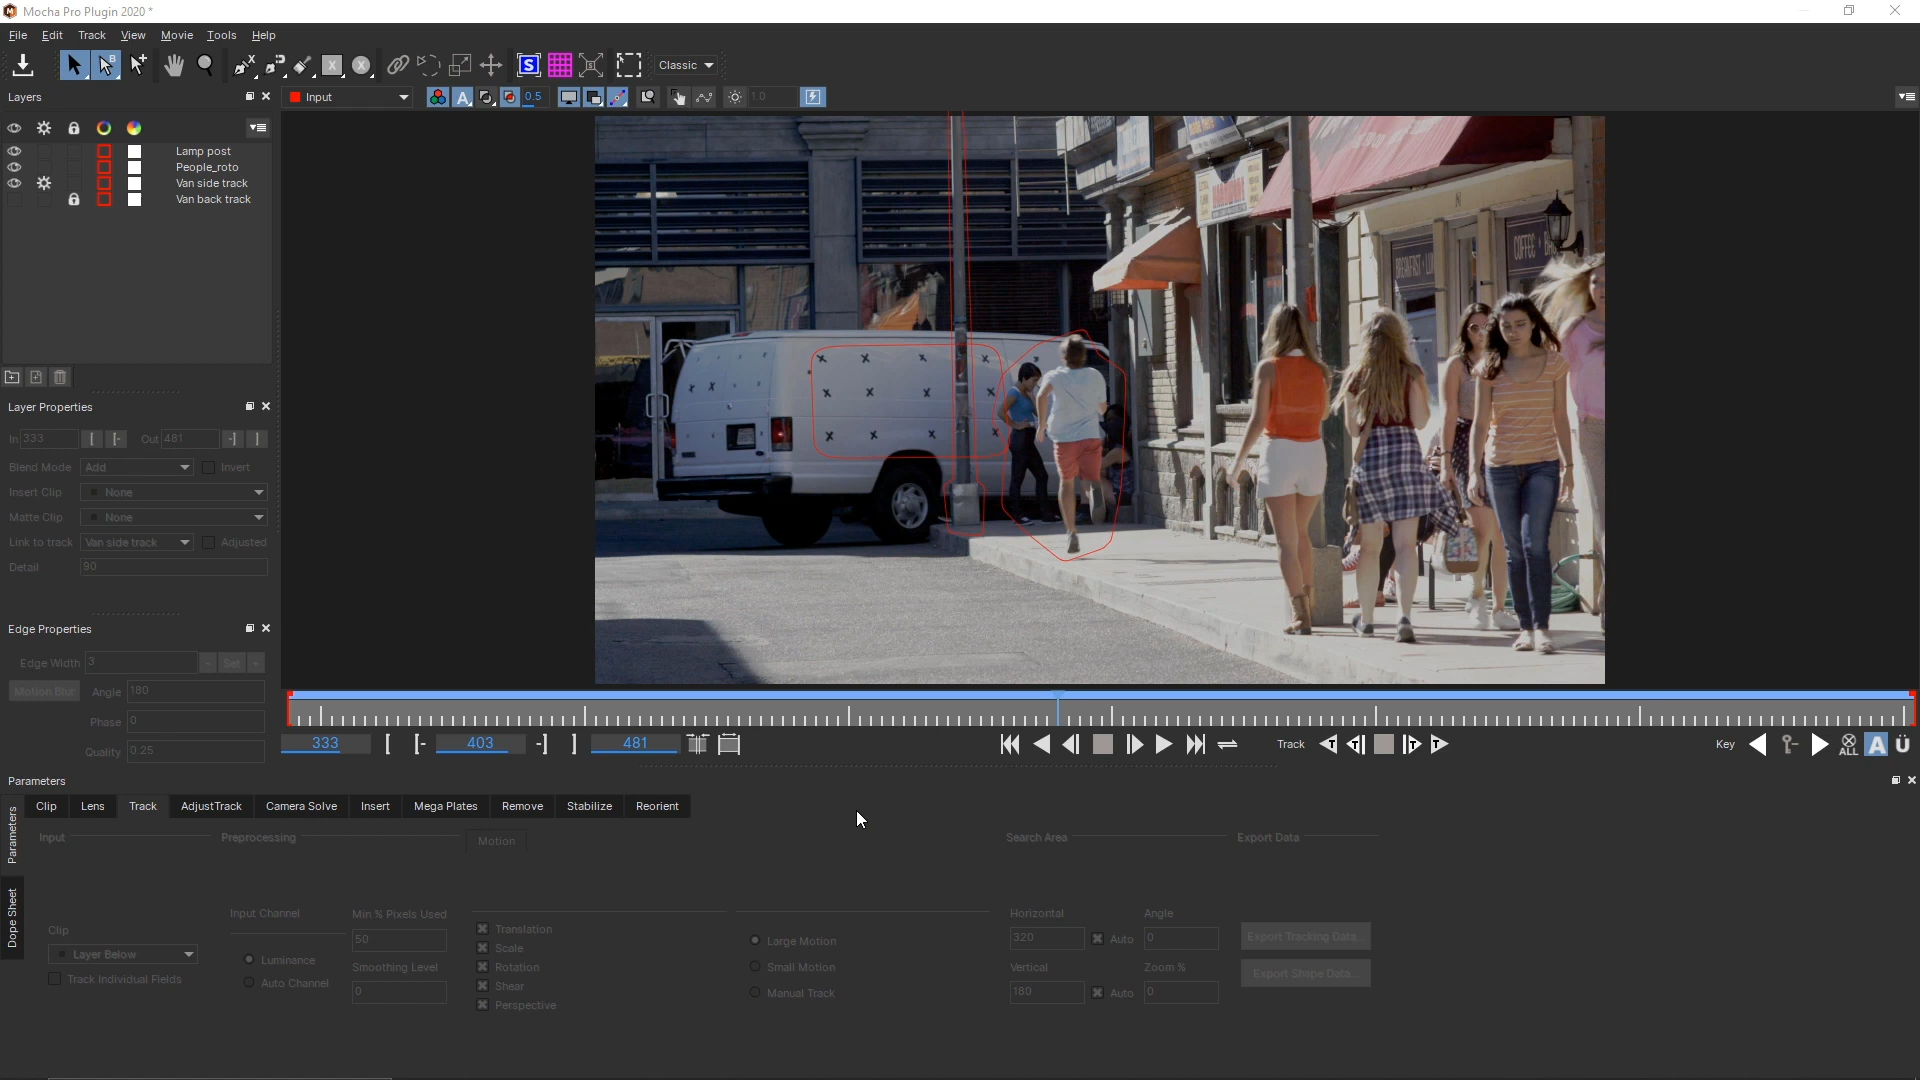 Mocha Pro Plugin 2020 *
File Edit Track View Movie Tools Help
Classic
Layers
Input
A
0.5
1.0
Lamp post
People_roto
Van side track
Van back track
Layer Properties
In 333 Out 481
Blend Mode Add Invert
Insert Clip None
Matte Clip None
Link to track Van side track Adjusted
Detail 90
COFFEE
BREAKFAST
Edge Properties
Edge Width 3 - Set +
Motion Blur Angle 180
Phase 0
Quality 0.25
333 403 481 Track Key ALL A Ü
Parameters
Parameters
Dope Sheet
Clip Lens Track AdjustTrack Camera Solve Insert Mega Plates Remove Stabilize Reorient
Input Preprocessing Motion Search Area Export Data
Clip
Layer Below
Track Individual Fields
Input Channel
Luminance
Auto Channel
Min % Pixels Used
50
Smoothing Level
0
Translation
Scale
Rotation
Shear
Perspective
Large Motion
Small Motion
Manual Track
Horizontal Angle
320 Auto 0
Vertical Zoom %
180 Auto 0
Export Tracking Data...
Export Shape Data...